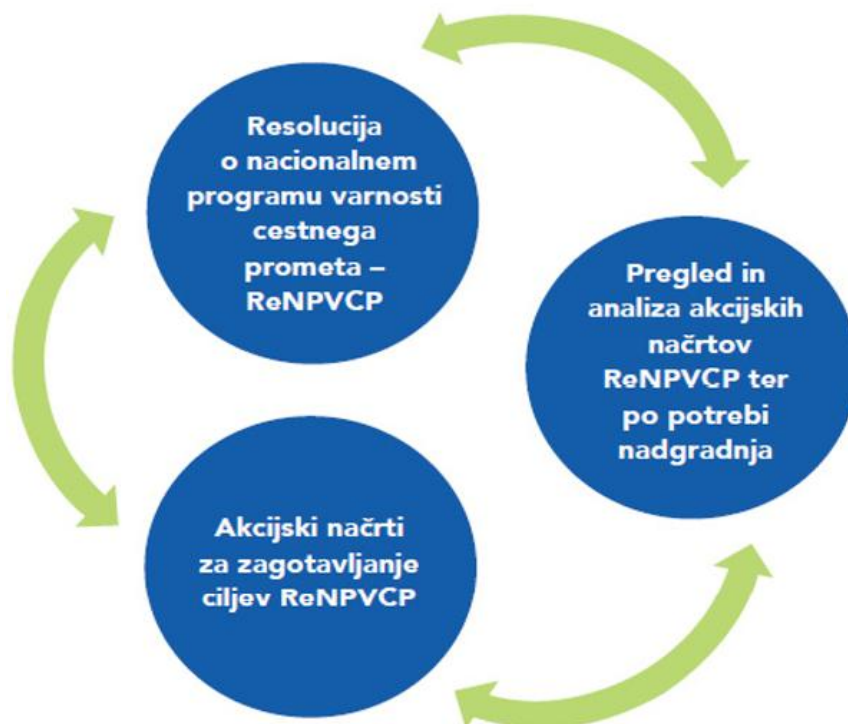 Resolucija
o nacionalnem
programu varnosti
cestnega
prometa –
ReNPVCP
Pregled in
analiza akcijskih
načrtov
ReNPVCP ter
po potrebi
nadgradnja
Akcijski načrti
za zagotavljanje
ciljev ReNPVCP